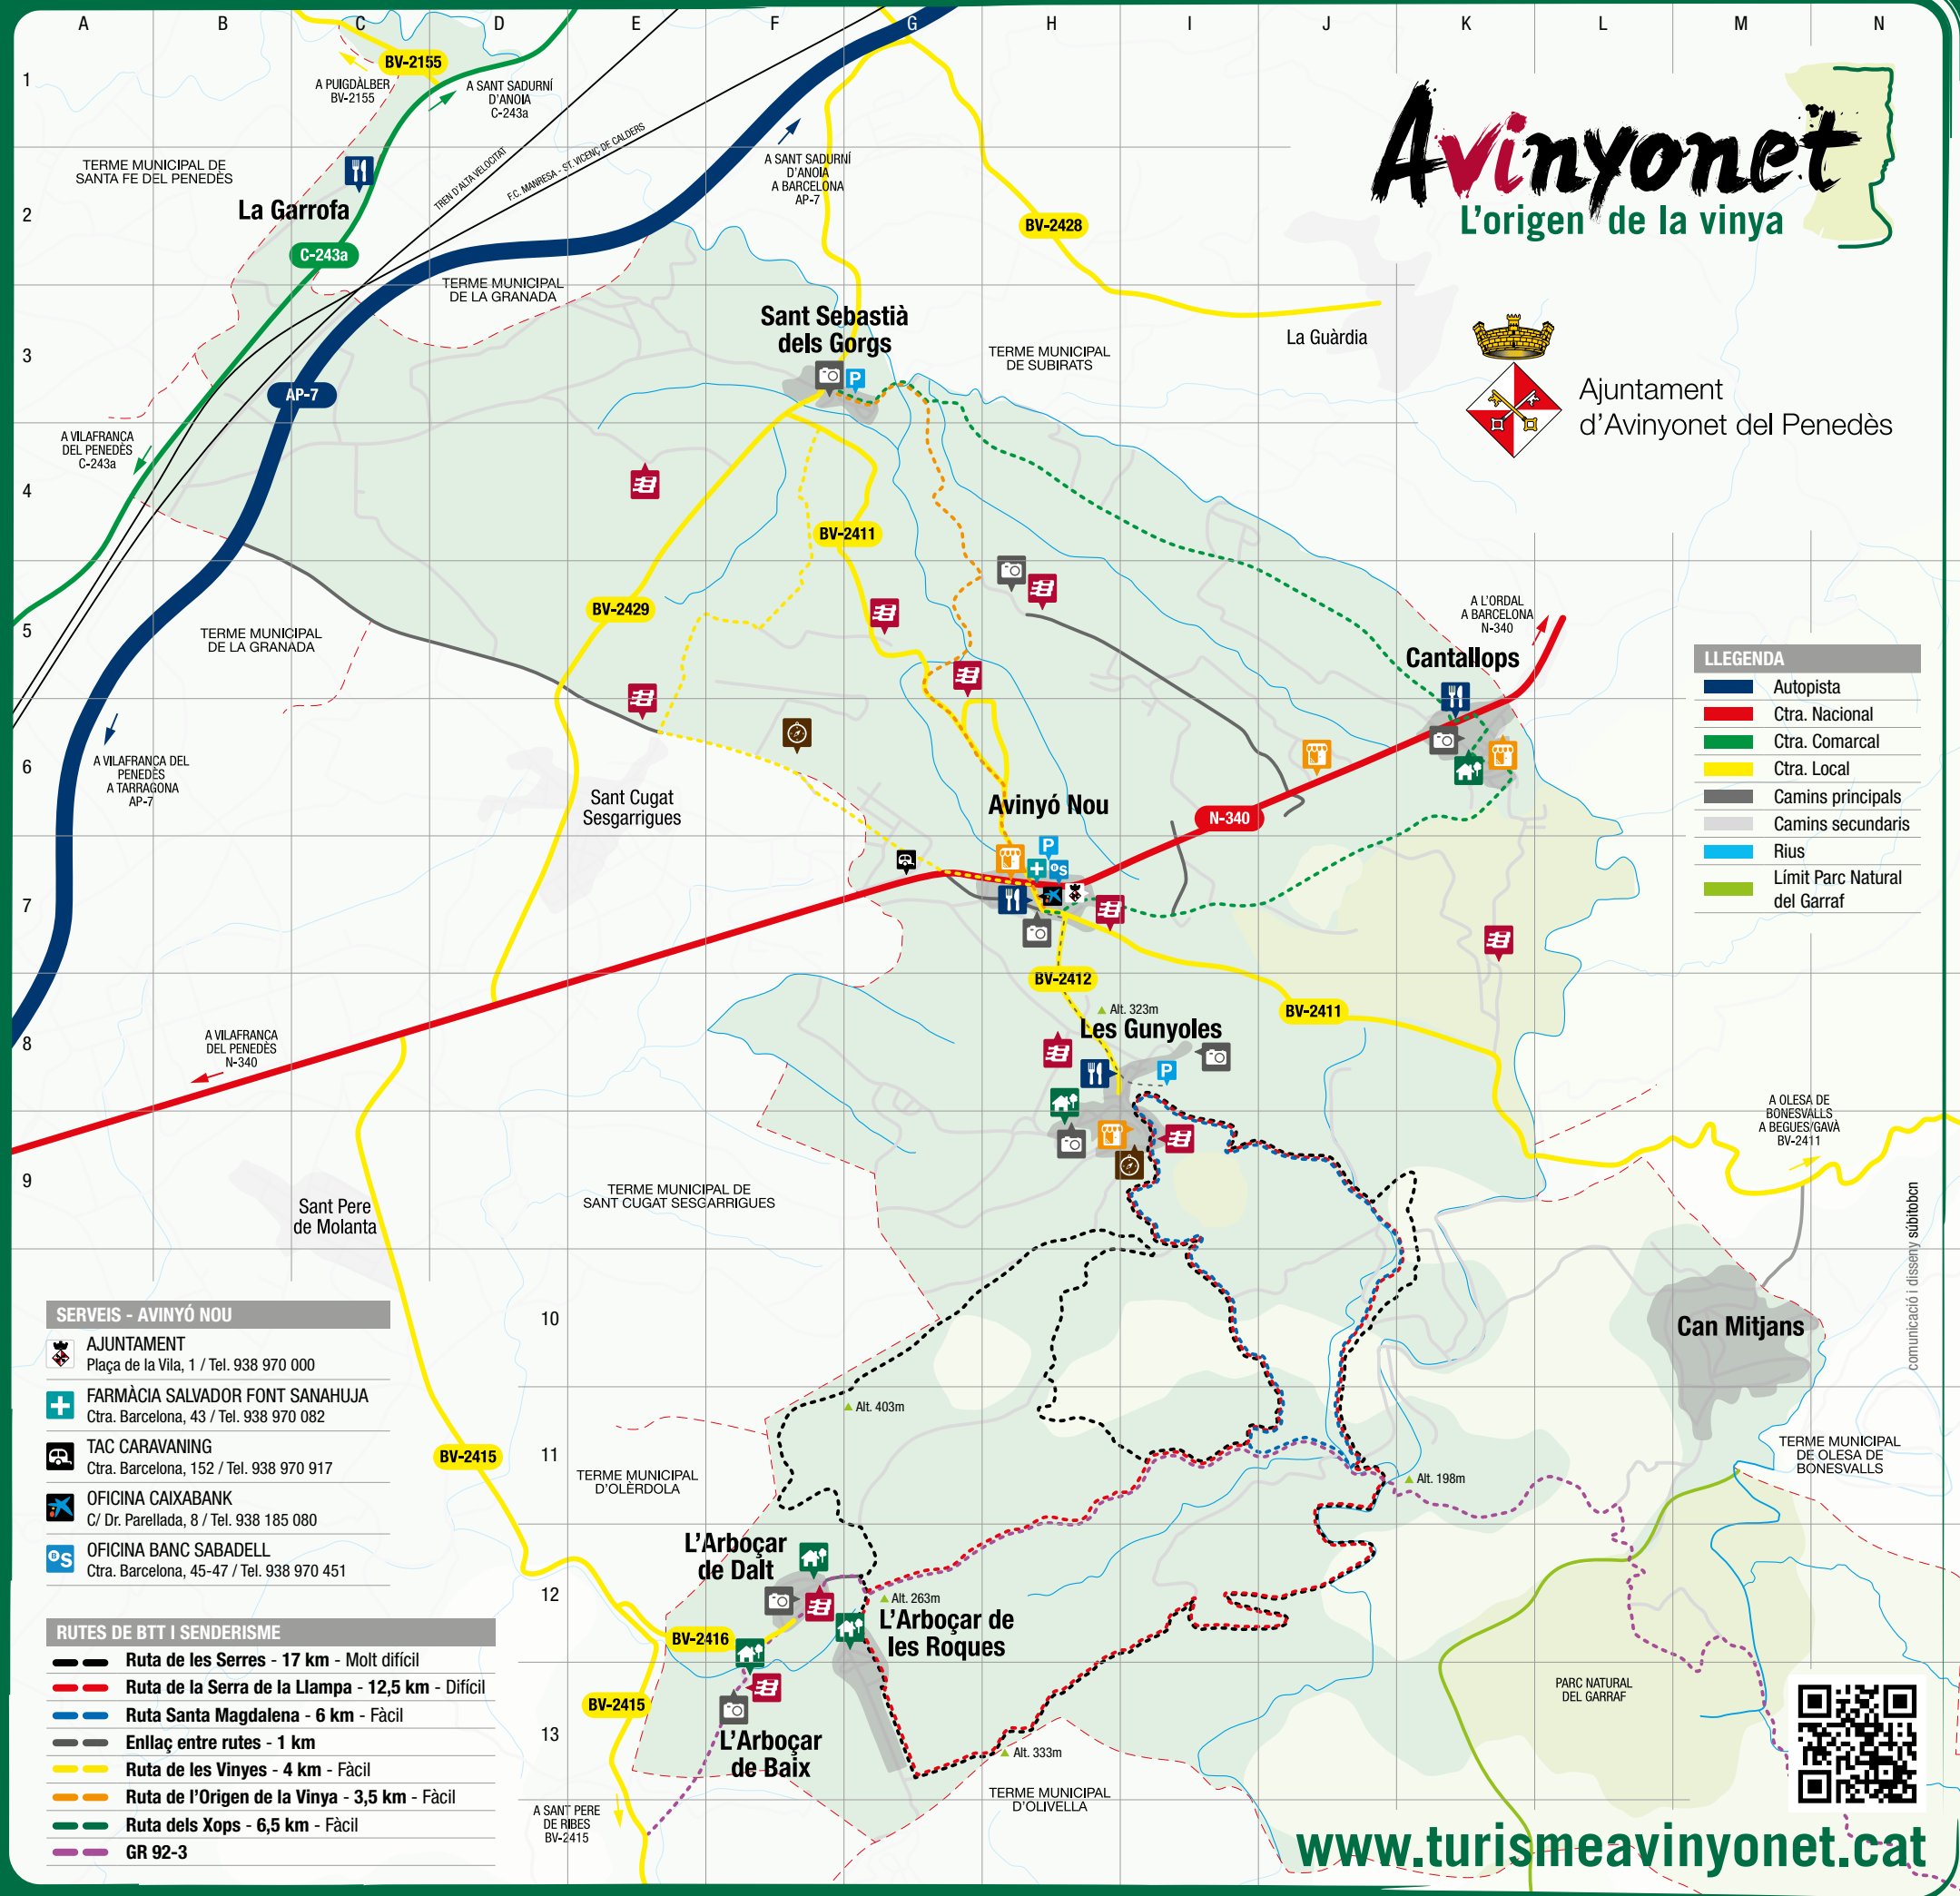 A B C D E F G H I J K L M N
1
2
3
4
5
6
7
8
9
10
11
12
13
BV-2155
A PUIGDÀLBER
BV-2155
A SANT SADURNÍ
D'ANOIA
C-243a
TERME MUNICIPAL DE
SANTA FE DEL PENEDÈS
La Garrofa
C-243a
TREN D'ALTA VELOCITAT
F.C. MANRESA - ST. VICENÇ DE CALDERS
A SANT SADURNÍ
D'ANOIA
A BARCELONA
AP-7
BV-2428
Avinyonet
L'origen de la vinya
TERME MUNICIPAL
DE LA GRANADA
Sant Sebastià
dels Gorgs
P
TERME MUNICIPAL
DE SUBIRATS
La Guàrdia
Ajuntament
d'Avinyonet del Penedès
AP-7
A VILAFRANCA
DEL PENEDÈS
C-243a
BV-2411
BV-2429
TERME MUNICIPAL
DE LA GRANADA
A L'ORDAL
A BARCELONA
N-340
Cantallops
LLEGENDA
Autopista
Ctra. Nacional
Ctra. Comarcal
Ctra. Local
Camins principals
Camins secundaris
Rius
Límit Parc Natural
del Garraf
A VILAFRANCA DEL
PENEDÈS
A TARRAGONA
AP-7
Sant Cugat
Sesgarrigues
Avinyó Nou
N-340
P
BS
BV-2412
Alt. 323m
Les Gunyoles
P
BV-2411
A VILAFRANCA
DEL PENEDÈS
N-340
A OLESA DE
BONESVALLS
A BEGUES/GAVÀ
BV-2411
Sant Pere
de Molanta
TERME MUNICIPAL DE
SANT CUGAT SESGARRIGUES
comunicació i disseny súbitobcn
Can Mitjans
SERVEIS - AVINYÓ NOU
AJUNTAMENT
Plaça de la Vila, 1 / Tel. 938 970 000
FARMÀCIA SALVADOR FONT SANAHUJA
Ctra. Barcelona, 43 / Tel. 938 970 082
TAC CARAVANING
Ctra. Barcelona, 152 / Tel. 938 970 917
OFICINA CAIXABANK
C/ Dr. Parellada, 8 / Tel. 938 185 080
BS
OFICINA BANC SABADELL
Ctra. Barcelona, 45-47 / Tel. 938 970 451
Alt. 403m
BV-2415
TERME MUNICIPAL
D'OLÈRDOLA
Alt. 198m
TERME MUNICIPAL
DE OLESA DE
BONESVALLS
L'Arboçar
de Dalt
Alt. 263m
L'Arboçar de
les Roques
BV-2416
BV-2415
L'Arboçar
de Baix
Alt. 333m
PARC NATURAL
DEL GARRAF
TERME MUNICIPAL
D'OLIVELLA
A SANT PERE
DE RIBES
BV-2415
RUTES DE BTT I SENDERISME
Ruta de les Serres - 17 km - Molt difícil
Ruta de la Serra de la Llampa - 12,5 km - Difícil
Ruta Santa Magdalena - 6 km - Fàcil
Enllaç entre rutes - 1 km
Ruta de les Vinyes - 4 km - Fàcil
Ruta de l'Origen de la Vinya - 3,5 km - Fàcil
Ruta dels Xops - 6,5 km - Fàcil
GR 92-3
www.turismeavinyonet.cat